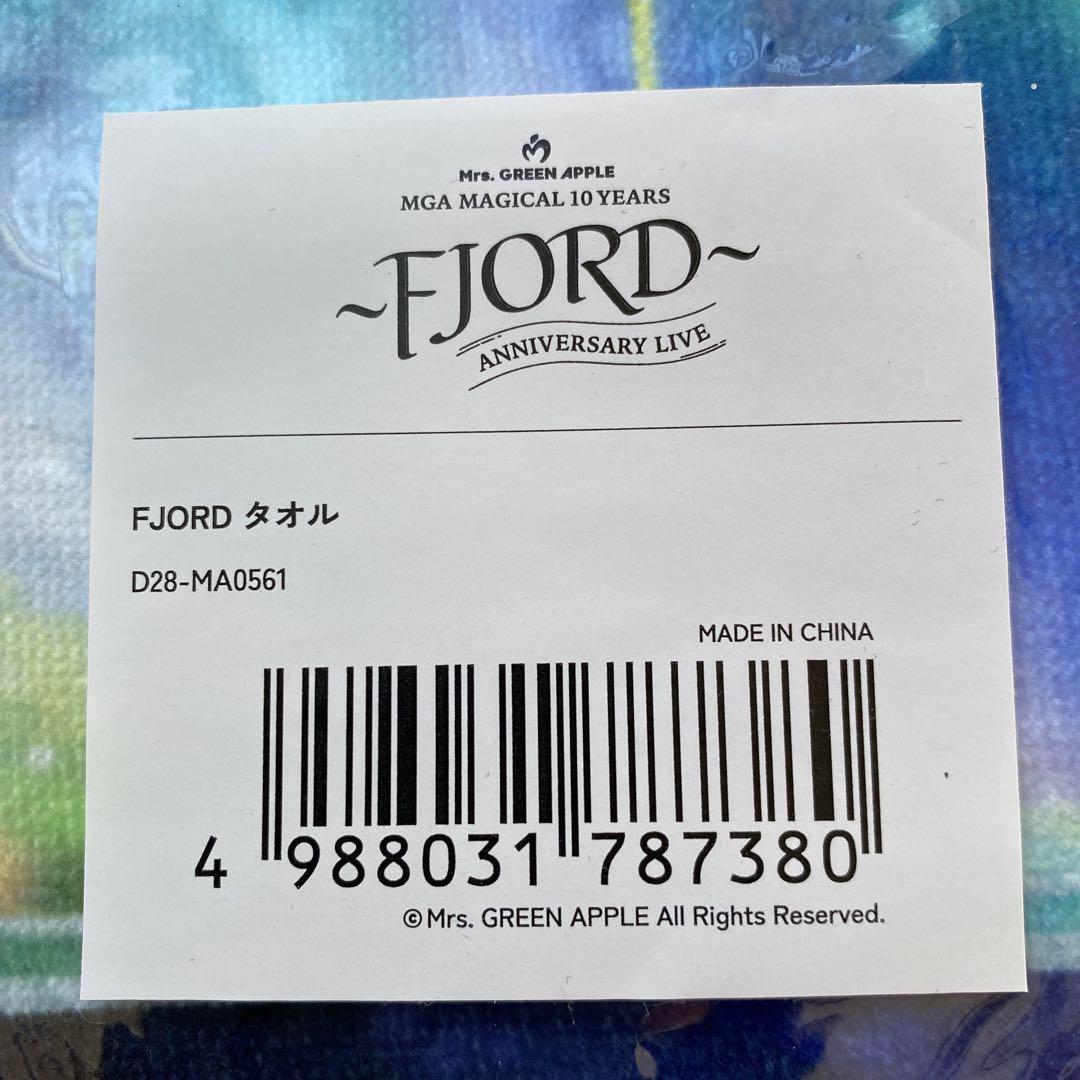 Mrs. GREEN APPLE
MGA MAGICAL 10 YEARS
~FJORD~
ANNIVERSARY LIVE
FJORD タオル
D28-MA0561
MADE IN CHINA
4 988031 787380
©Mrs. GREEN APPLE All Rights Reserved.